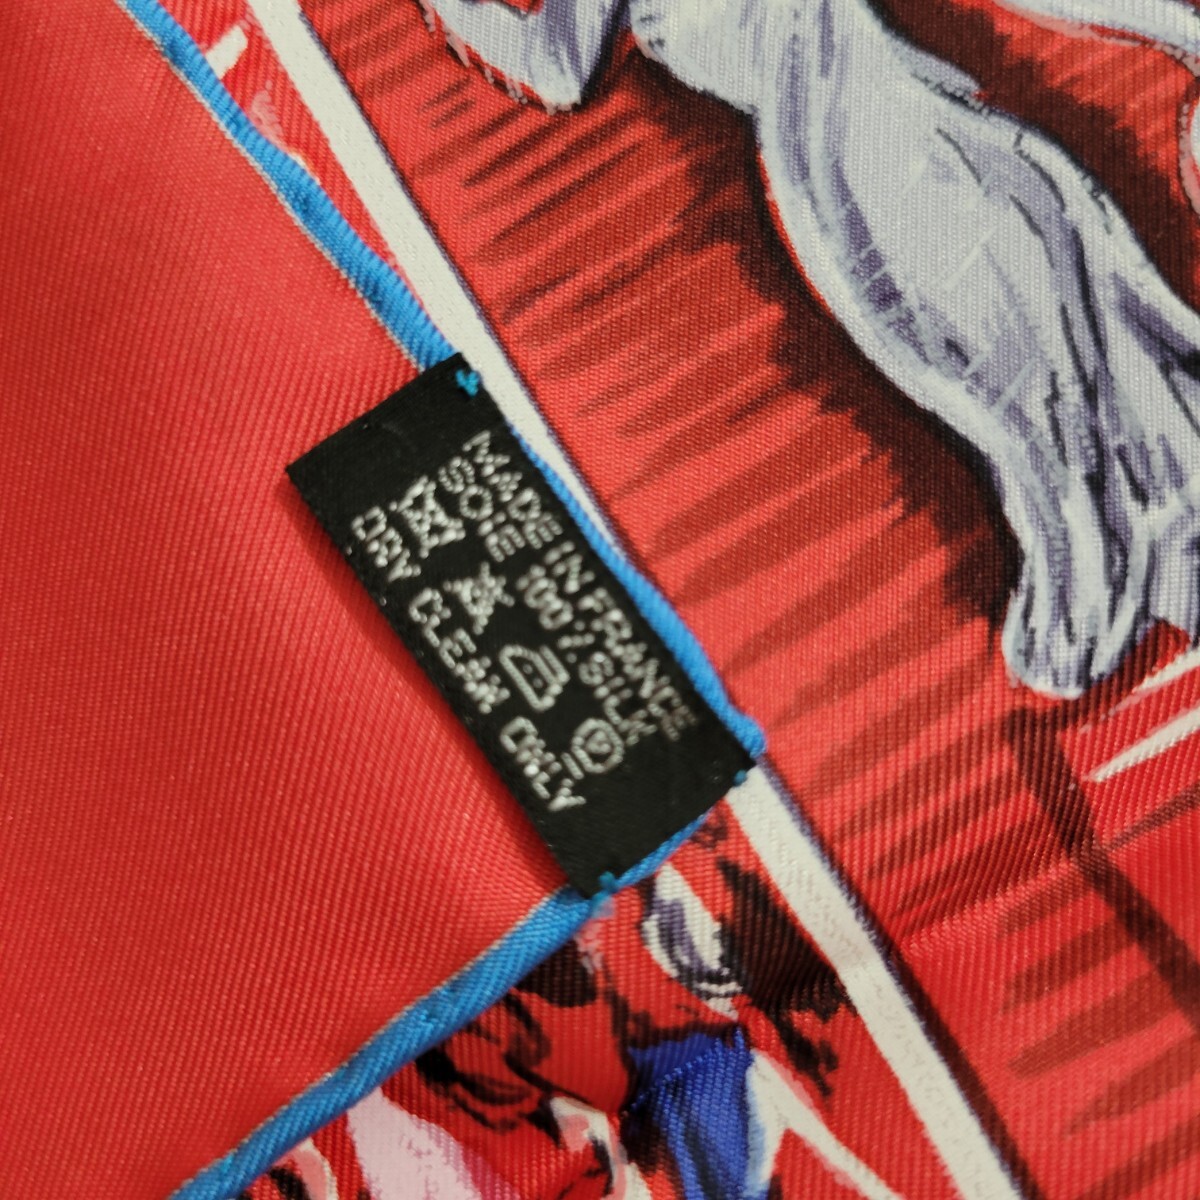 MADE IN FRANCE
SOIE 100% SILK
DRY CLEAN ONLY